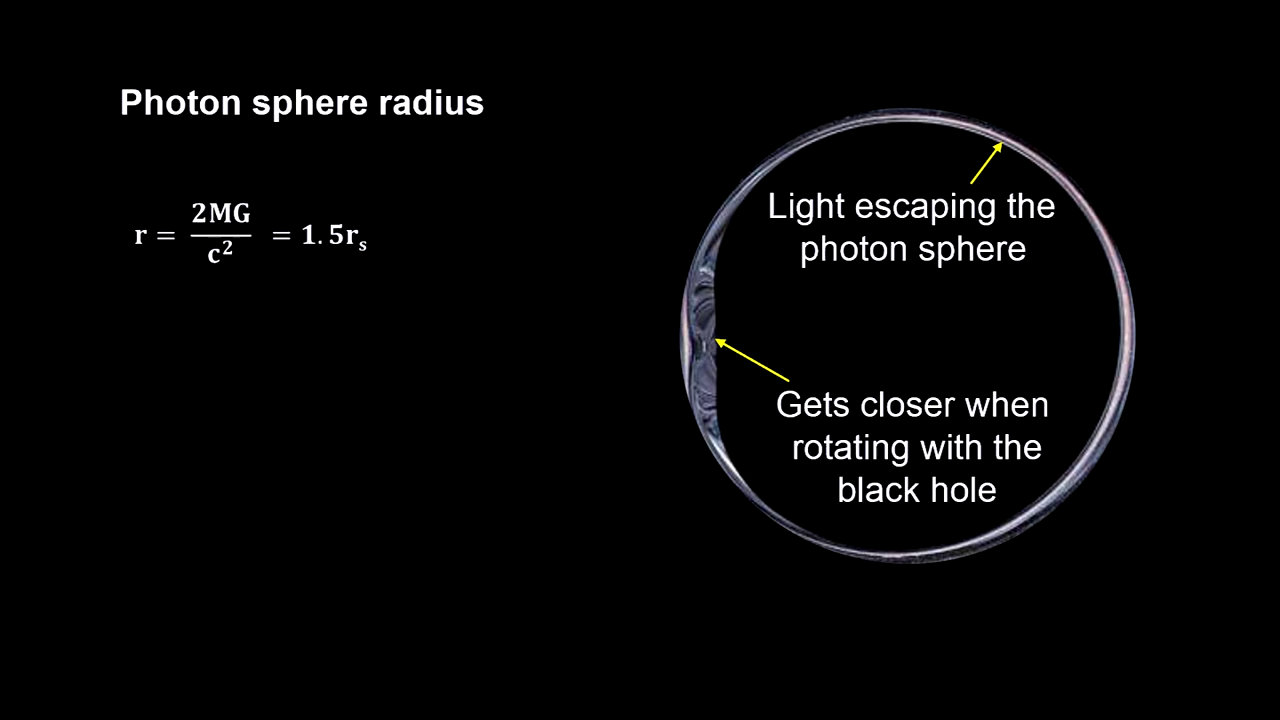 Photon sphere radius
r = 2MG/c² = 1.5rₛ
Light escaping the
photon sphere
Gets closer when
rotating with the
black hole